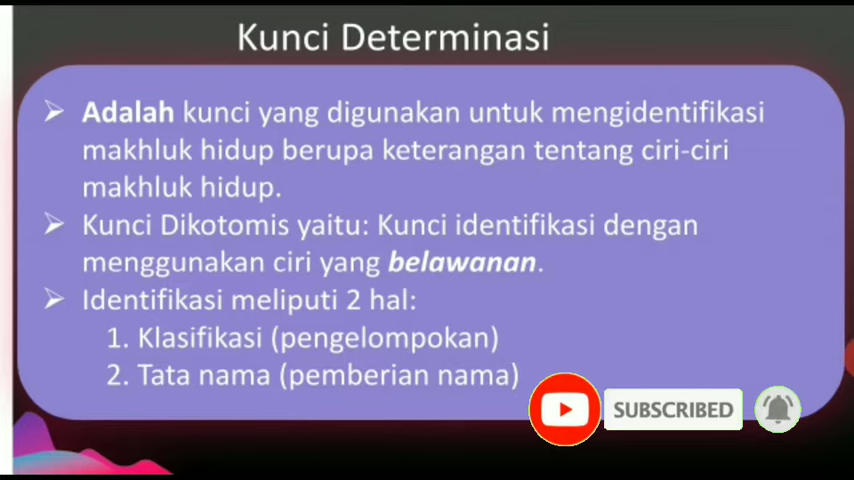 Kunci Determinasi
➢ Adalah kunci yang digunakan untuk mengidentifikasi
makhluk hidup berupa keterangan tentang ciri-ciri
makhluk hidup.
➢ Kunci Dikotomis yaitu: Kunci identifikasi dengan
menggunakan ciri yang belawanan.
➢ Identifikasi meliputi 2 hal:
1. Klasifikasi (pengelompokan)
2. Tata nama (pemberian nama)
SUBSCRIBED